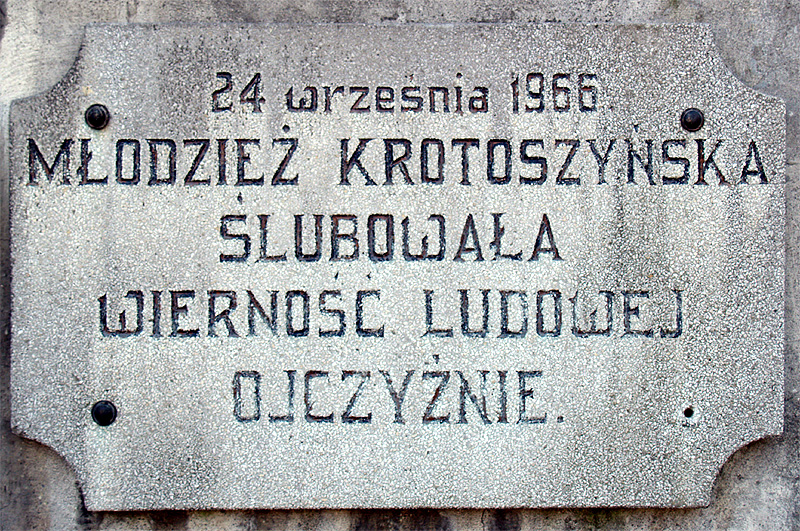 24 września 1966
MŁODZIEŻ KROTOSZYŃSKA
ŚLUBOWAŁA
WIERNOŚĆ LUDOWEJ
OJCZYŹNIE.